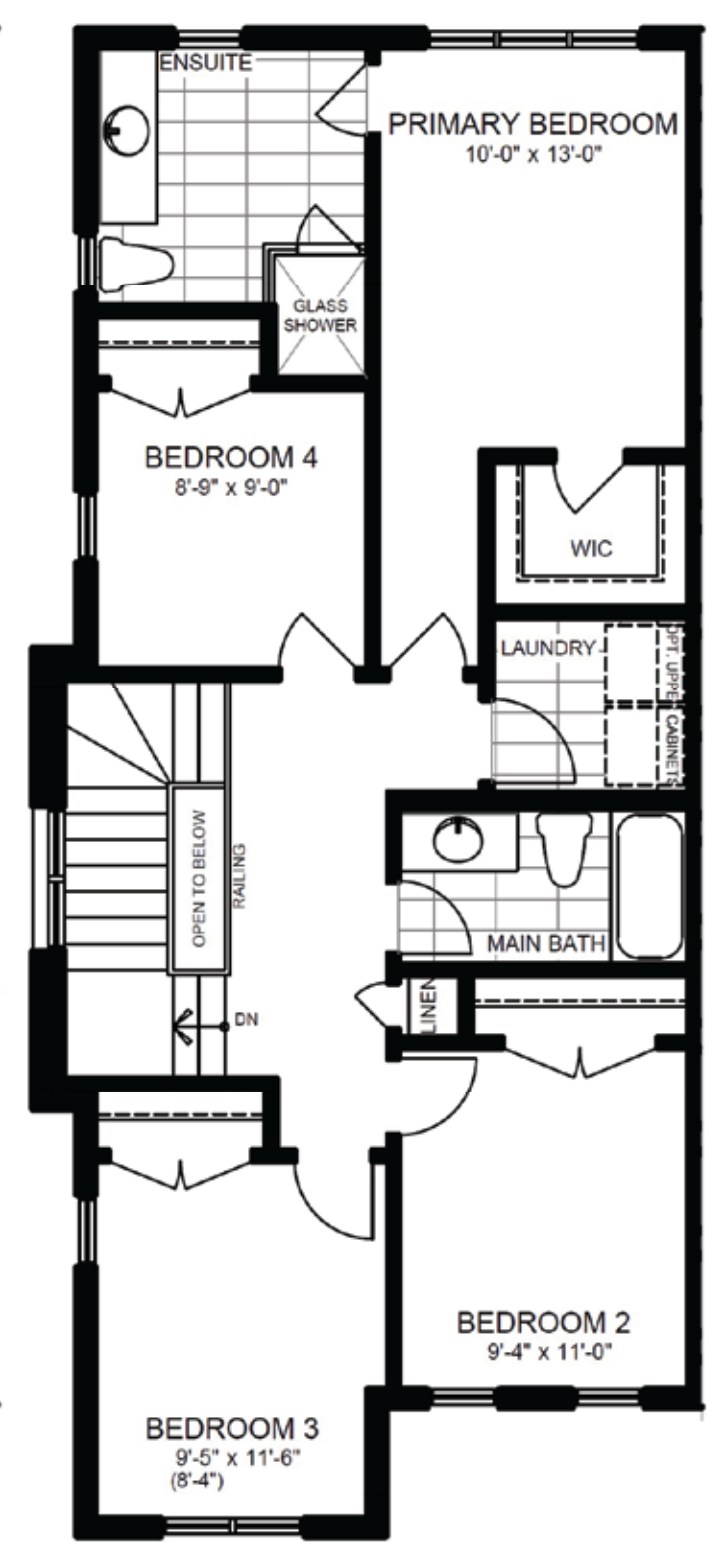 ENSUITE
PRIMARY BEDROOM
10'-0" x 13'-0"
GLASS
SHOWER
BEDROOM 4
8'-9" x 9'-0"
WIC
LAUNDRY
OPT. UPPER CABINETS
OPEN TO BELOW
RAILING
MAIN BATH
LINEN
DN
BEDROOM 2
9'-4" x 11'-0"
BEDROOM 3
9'-5" x 11'-6"
(8'-4")